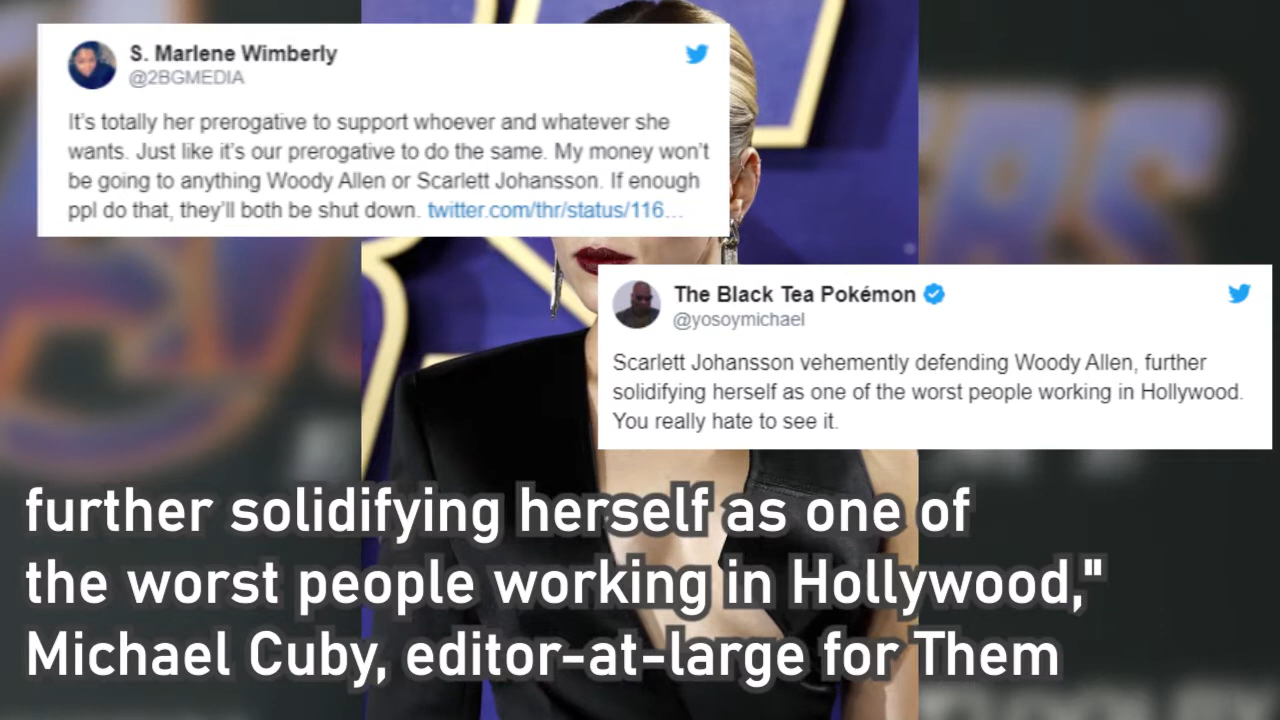 S. Marlene Wimberly
@2BGMEDIA
It's totally her prerogative to support whoever and whatever she
wants. Just like it's our prerogative to do the same. My money won't
be going to anything Woody Allen or Scarlett Johansson. If enough
ppl do that, they'll both be shut down. twitter.com/thr/status/116…
The Black Tea Pokémon
@yosoymichael
Scarlett Johansson vehemently defending Woody Allen, further
solidifying herself as one of the worst people working in Hollywood.
You really hate to see it.
further solidifying herself as one of
the worst people working in Hollywood,"
Michael Cuby, editor-at-large for Them